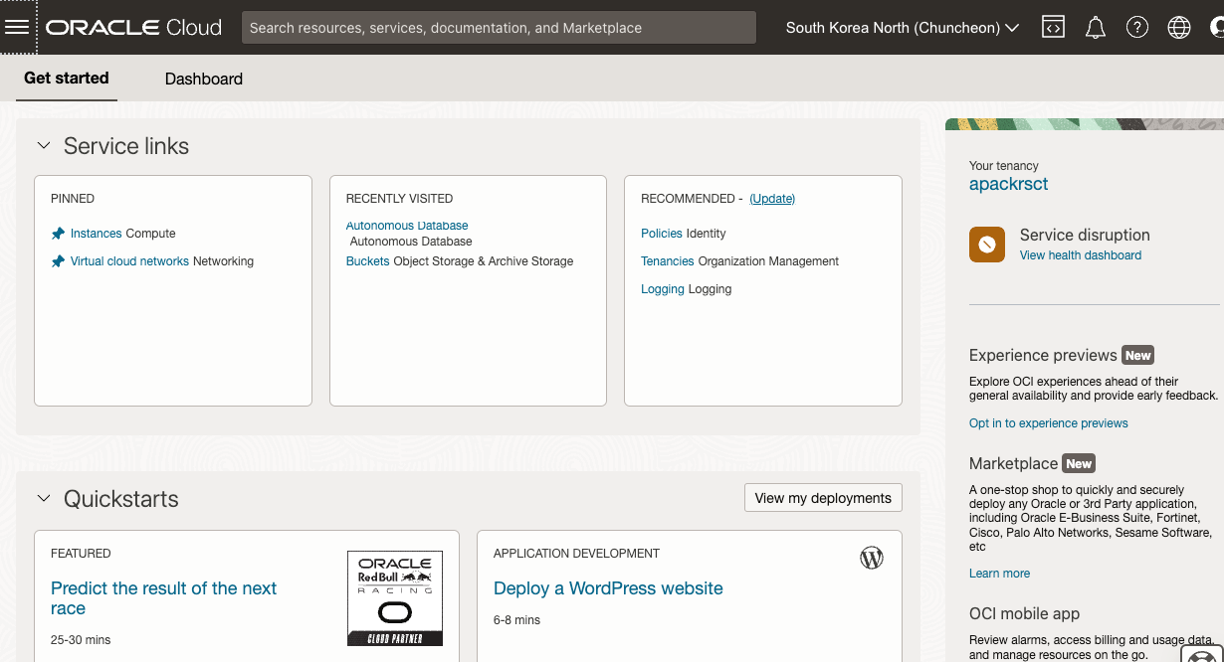 ORACLE Cloud
Search resources, services, documentation, and Marketplace
South Korea North (Chuncheon)
Get started
Dashboard
Service links
PINNED
Instances Compute
Virtual cloud networks Networking
RECENTLY VISITED
Autonomous Database
Autonomous Database
Buckets Object Storage & Archive Storage
RECOMMENDED - (Update)
Policies Identity
Tenancies Organization Management
Logging Logging
Quickstarts
View my deployments
FEATURED
Predict the result of the next
race
25-30 mins
ORACLE
Red Bull
RACING
CLOUD PARTNER
APPLICATION DEVELOPMENT
Deploy a WordPress website
6-8 mins
Your tenancy
apackrsct
Service disruption
View health dashboard
Experience previews New
Explore OCI experiences ahead of their
general availability and provide early feedback.
Opt in to experience previews
Marketplace New
A one-stop shop to quickly and securely
deploy any Oracle or 3rd Party application,
including Oracle E-Business Suite, Fortinet,
Cisco, Palo Alto Networks, Sesame Software,
etc
Learn more
OCI mobile app
Review alarms, access billing and usage data,
and manage resources on the go.